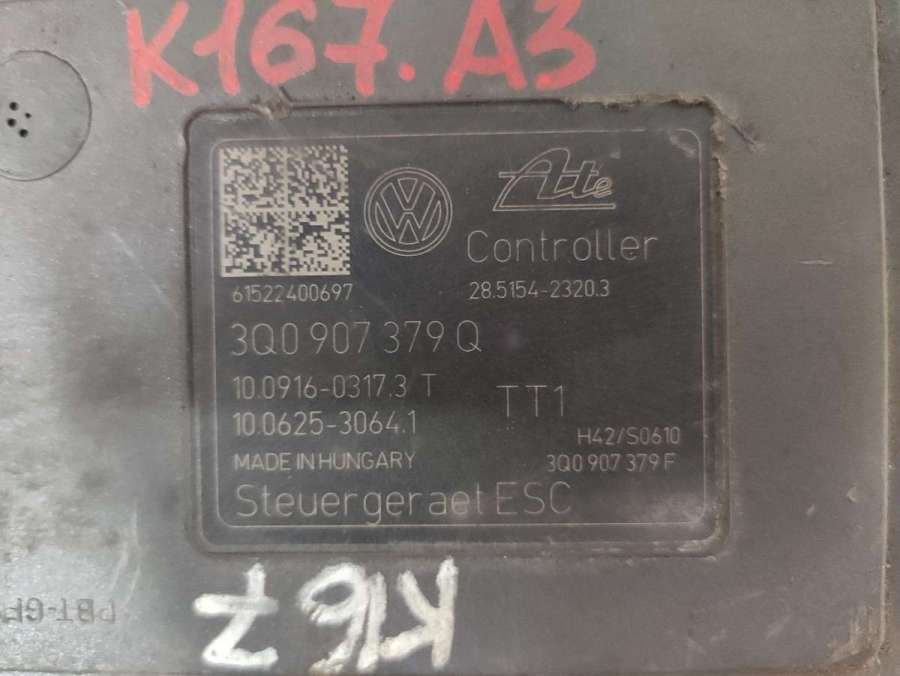 K167.A3
Ate
Controller
61522400697
28.5154-2320.3
3Q0 907 379 Q
10.0916-0317.3 T
10.0625-3064.1
TT1
H42/S0610
MADE IN HUNGARY
3Q0 907 379 F
Steuergeraet ESC
K167